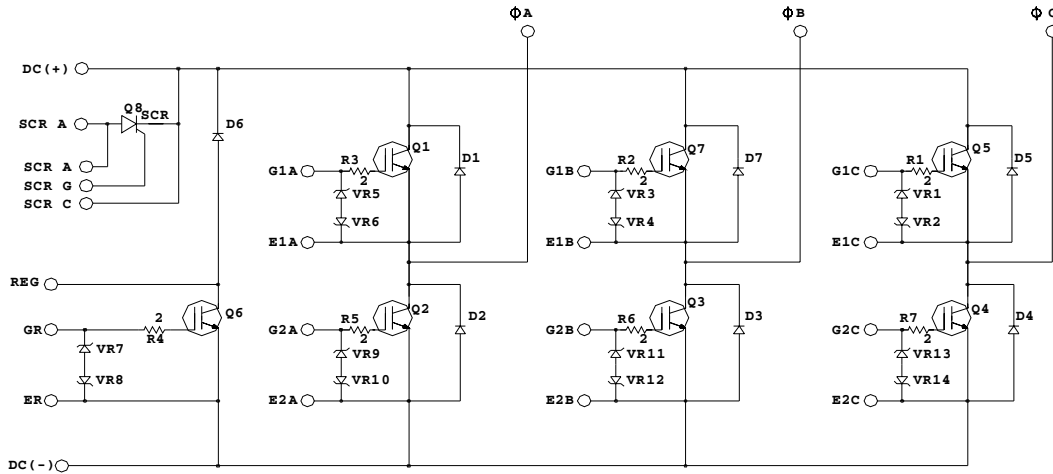 ΦA ΦB ΦC
DC(+)
Q8 SCR
SCR A
D6
SCR A
SCR G
SCR C
G1A R3 2 Q1 D1
VR5
VR6
E1A
G1B R2 2 Q7 D7
VR3
VR4
E1B
G1C R1 2 Q5 D5
VR1
VR2
E1C
REG
GR 2 R4 Q6
VR7
VR8
ER
G2A R5 2 Q2 D2
VR9
VR10
E2A
G2B R6 2 Q3 D3
VR11
VR12
E2B
G2C R7 2 Q4 D4
VR13
VR14
E2C
DC(-)